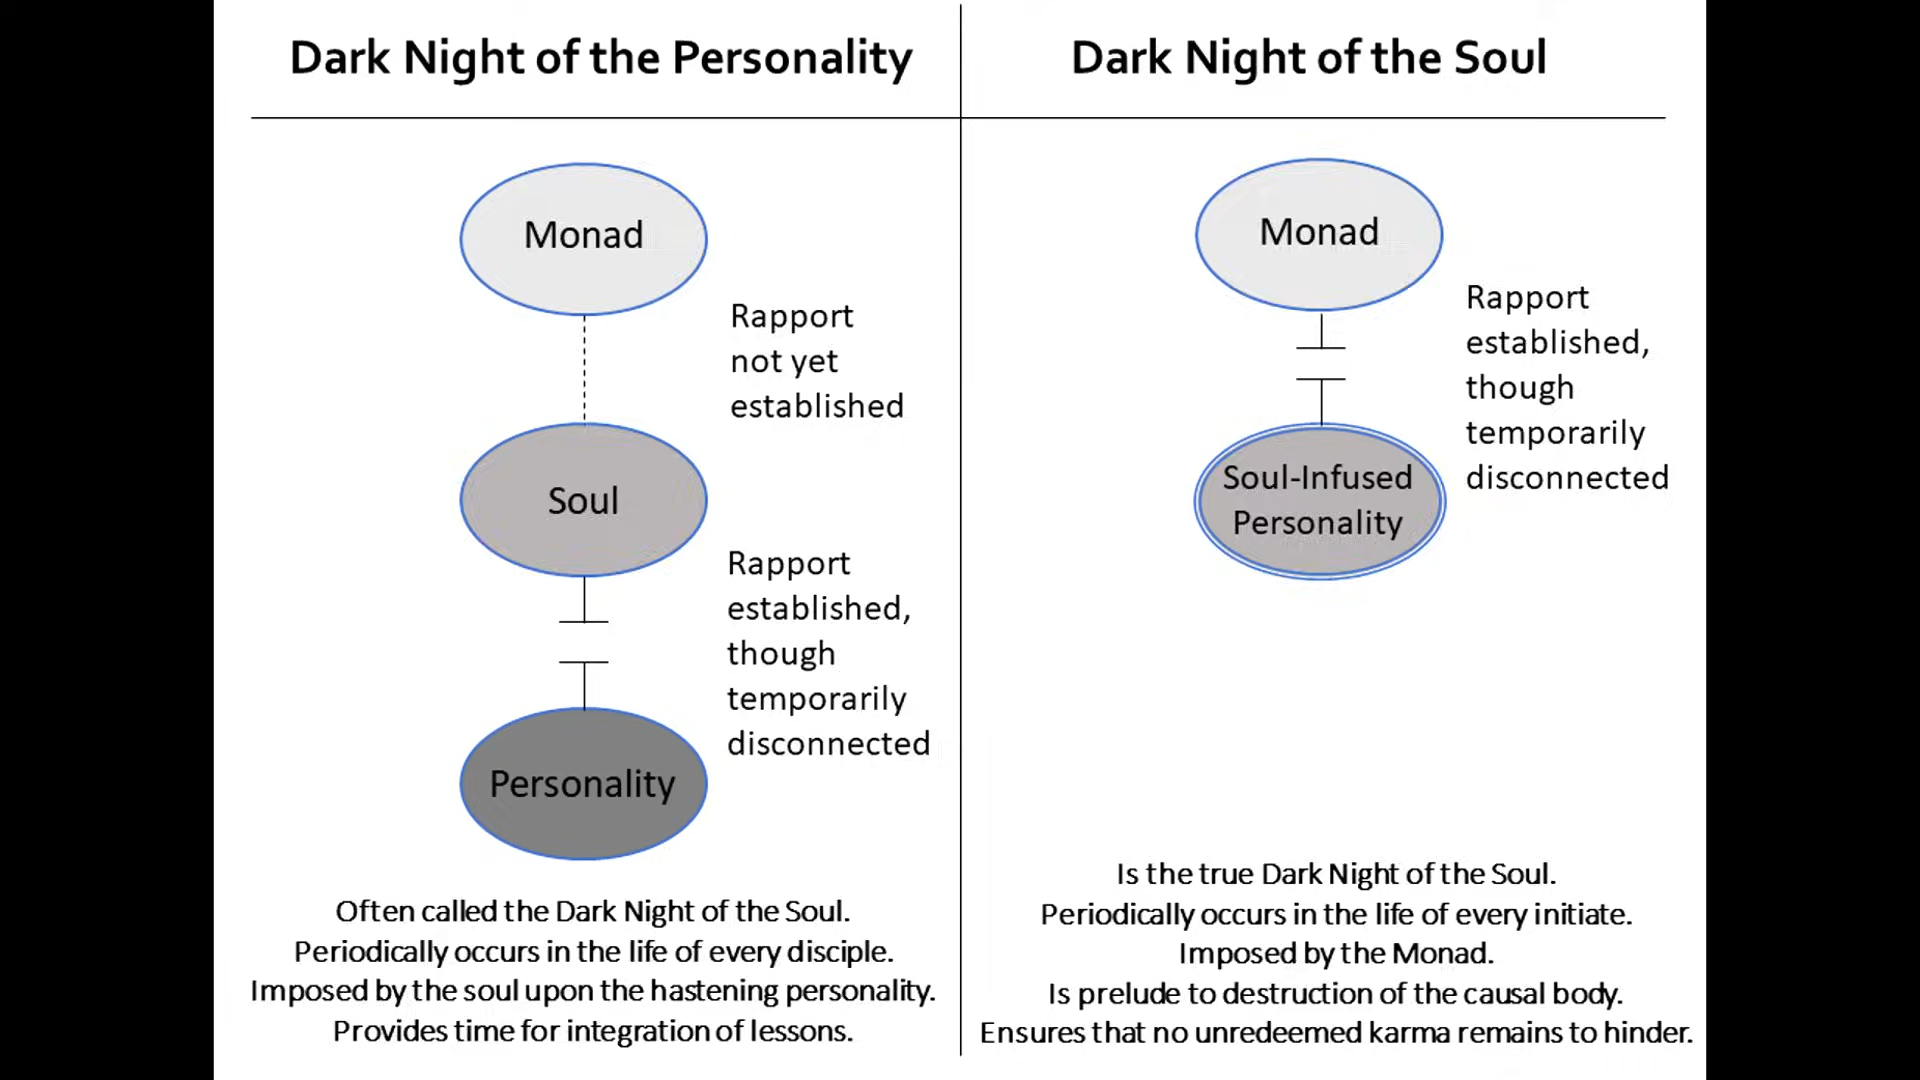 Dark Night of the Personality
Monad
Rapport
not yet
established
Soul
Rapport
established,
though
temporarily
disconnected
Personality
Often called the Dark Night of the Soul.
Periodically occurs in the life of every disciple.
Imposed by the soul upon the hastening personality.
Provides time for integration of lessons.
Dark Night of the Soul
Monad
Rapport
established,
though
temporarily
disconnected
Soul-Infused
Personality
Is the true Dark Night of the Soul.
Periodically occurs in the life of every initiate.
Imposed by the Monad.
Is prelude to destruction of the causal body.
Ensures that no unredeemed karma remains to hinder.